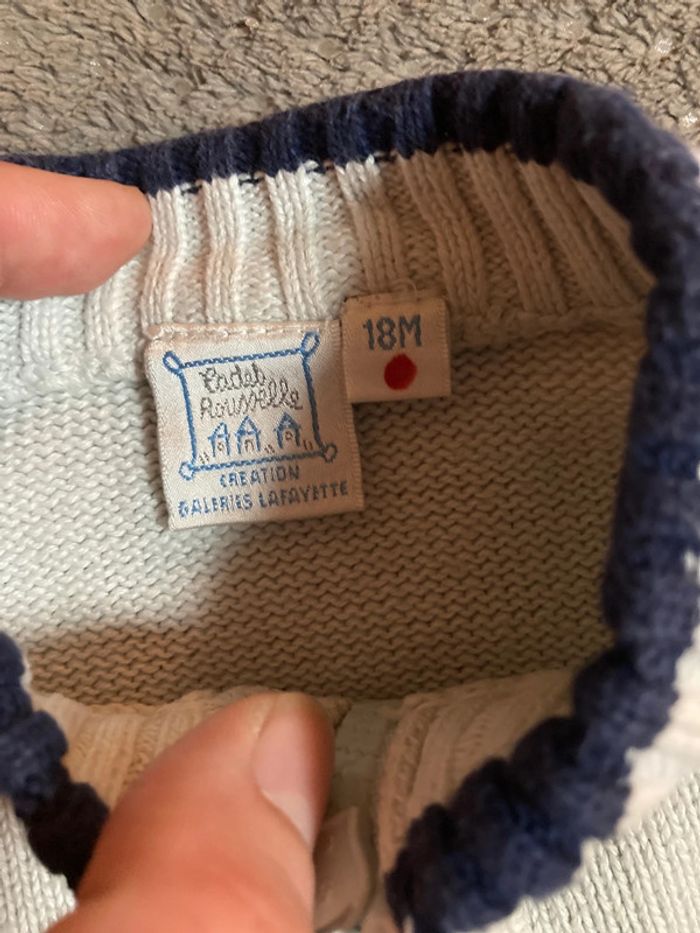 Cadet
Rousselle
CREATION
GALERIES LAFAYETTE
18M